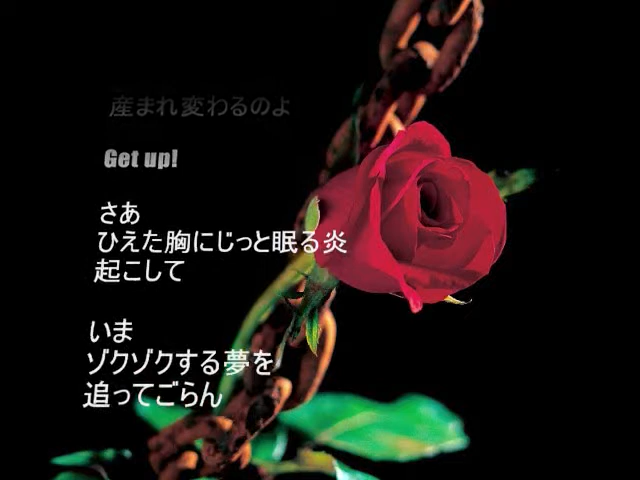 産まれ変わるのよ
Get up!
さあ
ひえた胸にじっと眠る炎
起こして
いま
ゾクゾクする夢を
追ってごらん